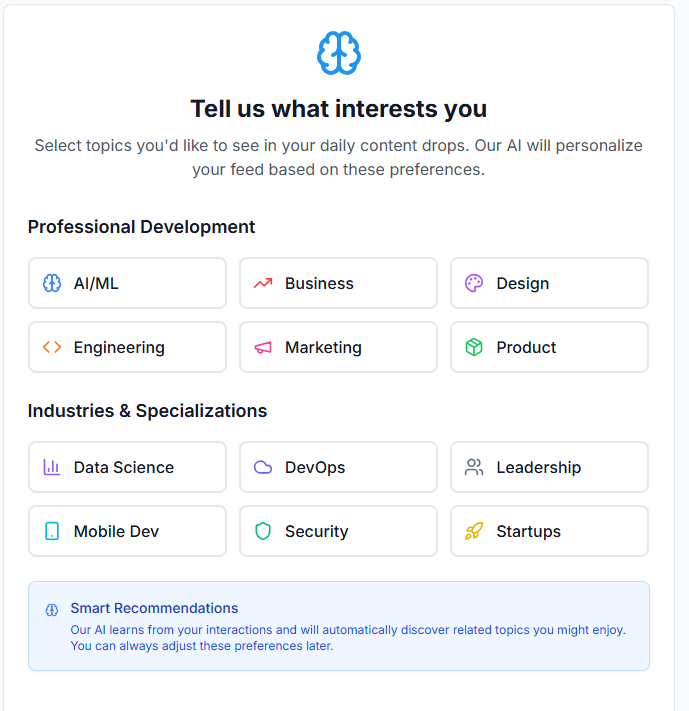 Tell us what interests you
Select topics you'd like to see in your daily content drops. Our AI will personalize
your feed based on these preferences.
Professional Development
AI/ML
Business
Design
Engineering
Marketing
Product
Industries & Specializations
Data Science
DevOps
Leadership
Mobile Dev
Security
Startups
Smart Recommendations
Our AI learns from your interactions and will automatically discover related topics you might enjoy.
You can always adjust these preferences later.